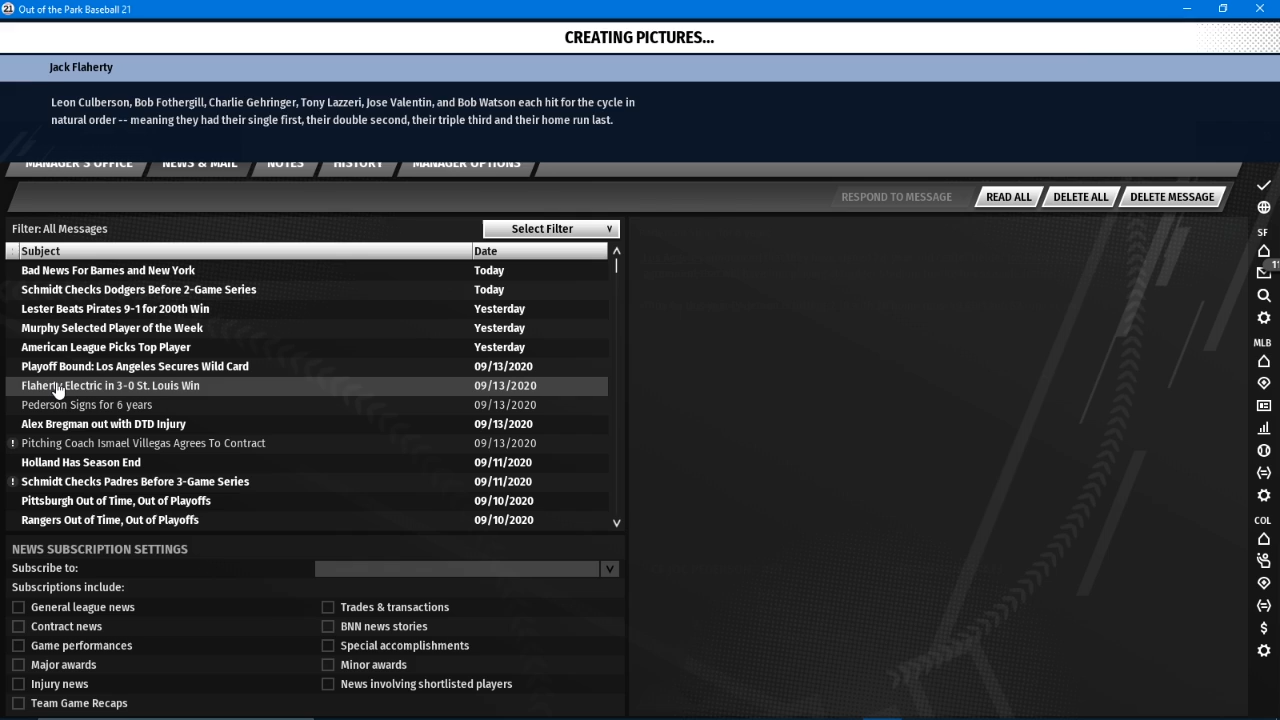 21 Out of the Park Baseball 21
CREATING PICTURES...
Jack Flaherty
Leon Culberson, Bob Fothergill, Charlie Gehringer, Tony Lazzeri, Jose Valentin, and Bob Watson each hit for the cycle in
natural order -- meaning they had their single first, their double second, their triple third and their home run last.
MANAGER'S OFFICE NEWS & MAIL NOTES HISTORY MANAGER OPTIONS
RESPOND TO MESSAGE READ ALL DELETE ALL DELETE MESSAGE
Filter: All Messages Select Filter
Subject Date
Bad News For Barnes and New York Today
Schmidt Checks Dodgers Before 2-Game Series Today
Lester Beats Pirates 9-1 for 200th Win Yesterday
Murphy Selected Player of the Week Yesterday
American League Picks Top Player Yesterday
Playoff Bound: Los Angeles Secures Wild Card 09/13/2020
Flaherty Electric in 3-0 St. Louis Win 09/13/2020
Pederson Signs for 6 years 09/13/2020
Alex Bregman out with DTD Injury 09/13/2020
! Pitching Coach Ismael Villegas Agrees To Contract 09/13/2020
Holland Has Season End 09/11/2020
! Schmidt Checks Padres Before 3-Game Series 09/11/2020
Pittsburgh Out of Time, Out of Playoffs 09/10/2020
Rangers Out of Time, Out of Playoffs 09/10/2020
NEWS SUBSCRIPTION SETTINGS
Subscribe to:
Subscriptions include:
General league news Trades & transactions
Contract news BNN news stories
Game performances Special accomplishments
Major awards Minor awards
Injury news News involving shortlisted players
Team Game Recaps
SF
MLB
COL